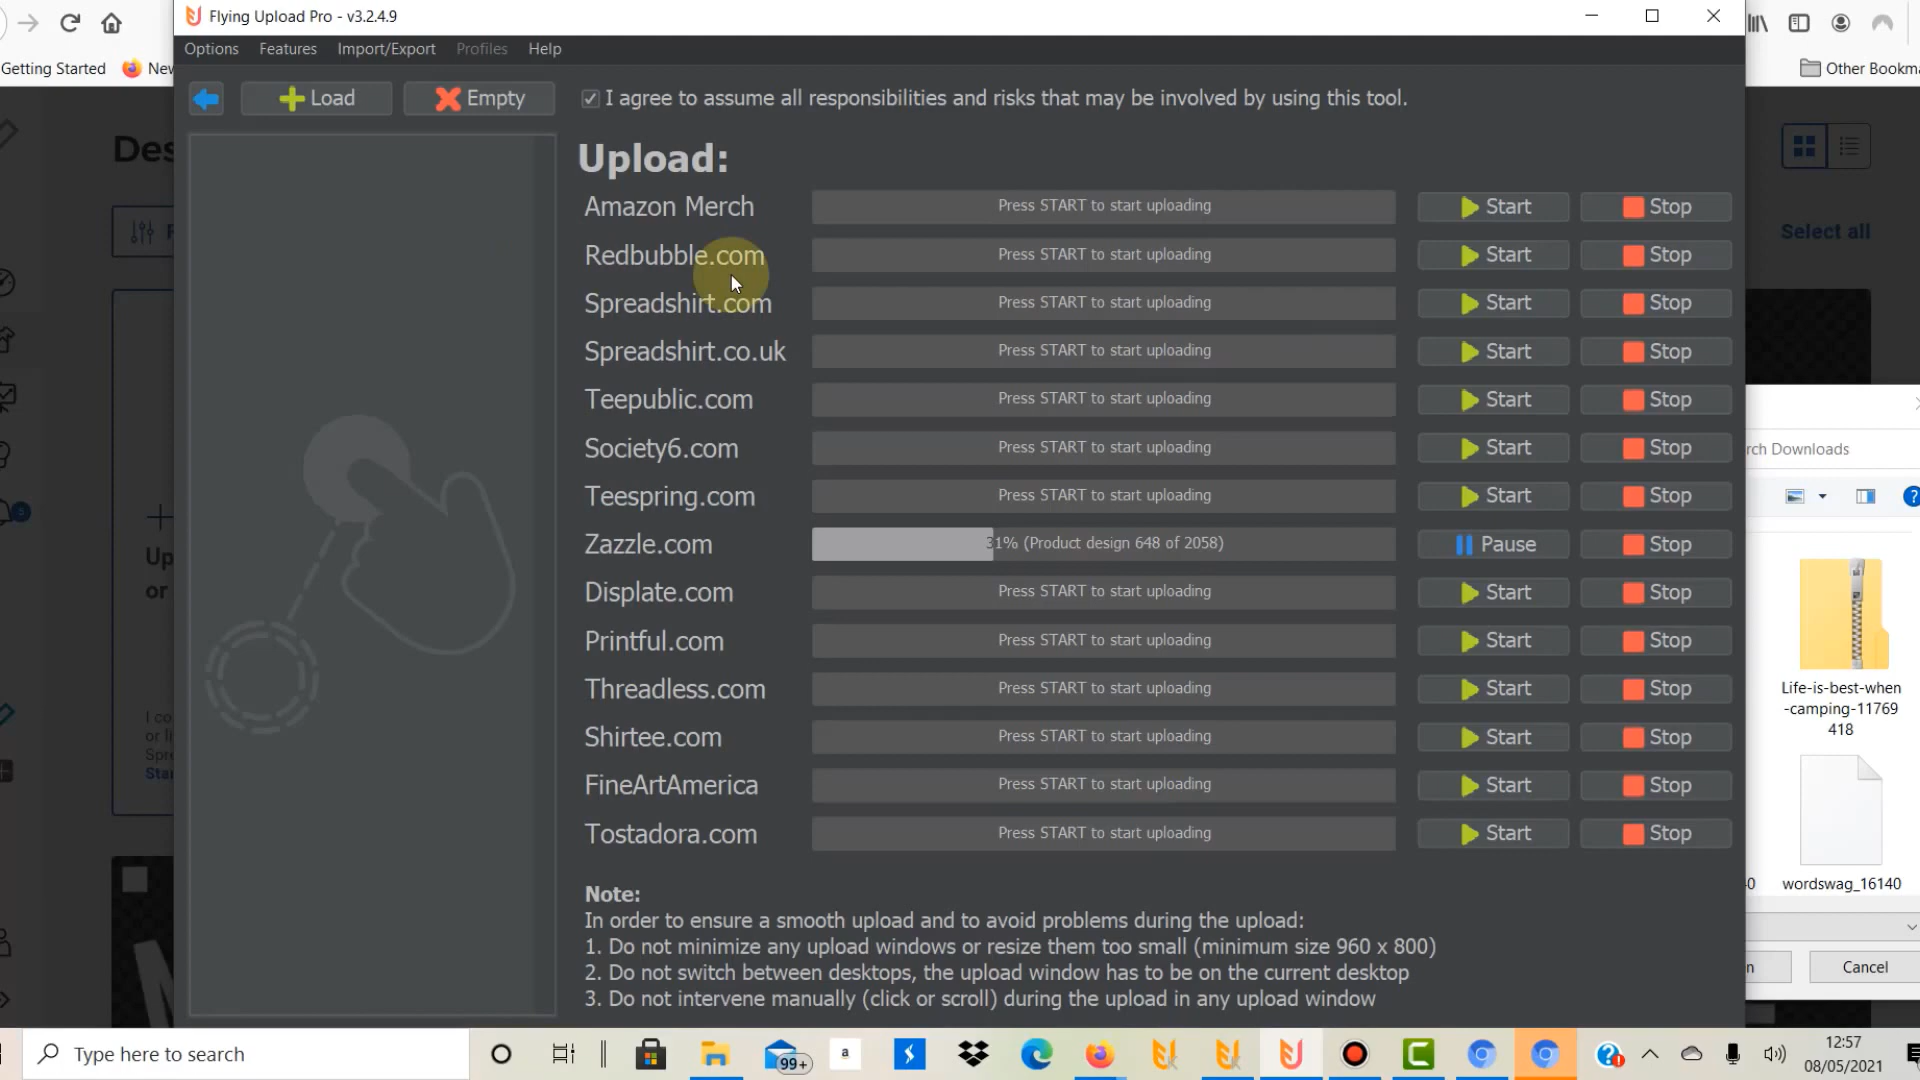 Flying Upload Pro - v3.2.4.9
Options Features Import/Export Profiles Help
Getting Started
Other Bookma
Load
Empty
I agree to assume all responsibilities and risks that may be involved by using this tool.
Des
Select all
Upload:
Amazon Merch Press START to start uploading Start Stop
Redbubble.com Press START to start uploading Start Stop
Spreadshirt.com Press START to start uploading Start Stop
Spreadshirt.co.uk Press START to start uploading Start Stop
Teepublic.com Press START to start uploading Start Stop
Society6.com Press START to start uploading Start Stop
rch Downloads
Teespring.com Press START to start uploading Start Stop
Zazzle.com 31% (Product design 648 of 2058) Pause Stop
Displate.com Press START to start uploading Start Stop
Printful.com Press START to start uploading Start Stop
Threadless.com Press START to start uploading Start Stop
Shirtee.com Press START to start uploading Start Stop
FineArtAmerica Press START to start uploading Start Stop
Tostadora.com Press START to start uploading Start Stop
Up
or
I co
or li
Spre
Star
Life-is-best-when
-camping-11769
418
wordswag_16140
Cancel
Note:
In order to ensure a smooth upload and to avoid problems during the upload:
1. Do not minimize any upload windows or resize them too small (minimum size 960 x 800)
2. Do not switch between desktops, the upload window has to be on the current desktop
3. Do not intervene manually (click or scroll) during the upload in any upload window
Type here to search
99+
12:57
08/05/2021